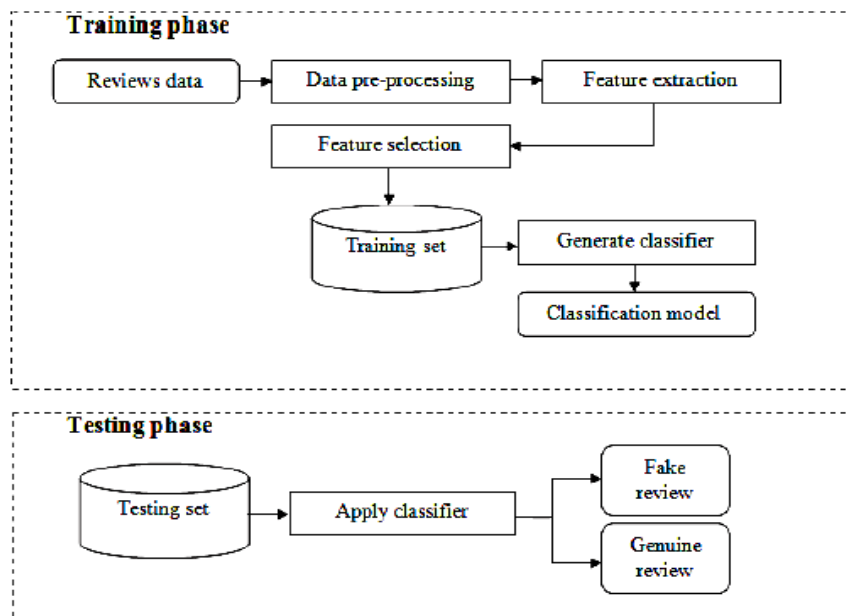 Training phase
Reviews data
Data pre-processing
Feature extraction
Feature selection
Training set
Generate classifier
Classification model
Testing phase
Testing set
Apply classifier
Fake
review
Genuine
review